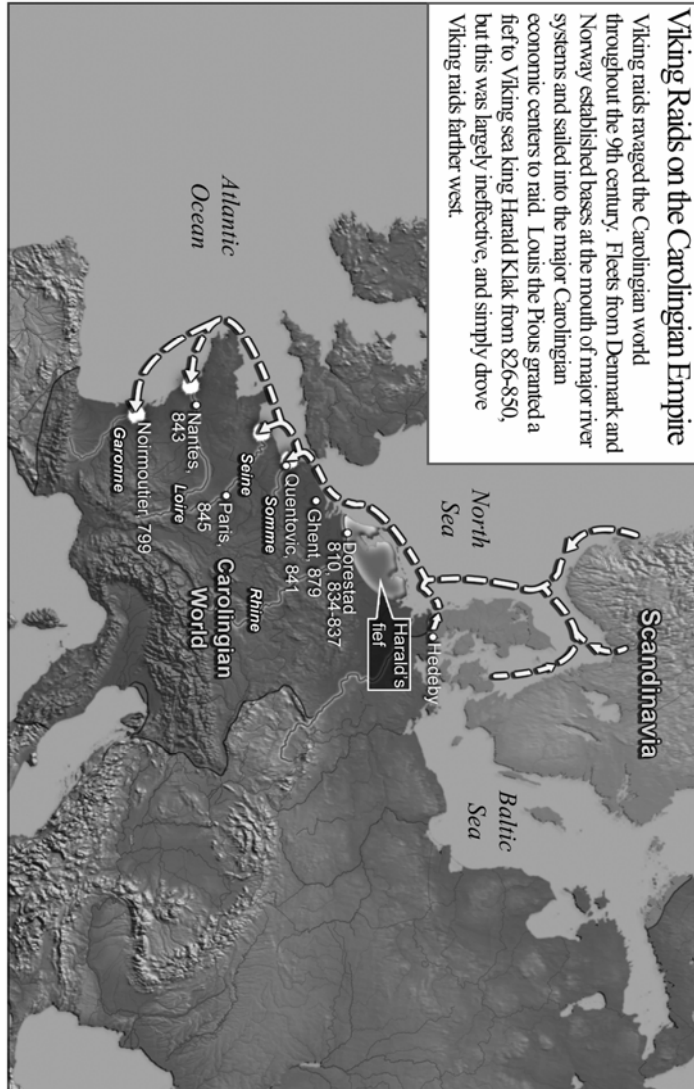 Viking Raids on the Carolingian Empire
Viking raids ravaged the Carolingian world
throughout the 9th century. Fleets from Denmark and
Norway established bases at the mouth of major river
systems and sailed into the major Carolingian
economic centers to raid. Louis the Pious granted a
fief to Viking sea king Harald Klak from 826-850,
but this was largely ineffective, and simply drove
Viking raids farther west.
Scandinavia
North
Sea
Baltic
Sea
Hedeby
Harald's
fief
Dorestad
810, 834-837
Ghent, 879
Quentovic, 841
Somme
Rhine
Seine
Paris,
845
Carolingian
World
Atlantic
Ocean
Nantes,
843
Loire
Noirmoutier, 799
Garonne